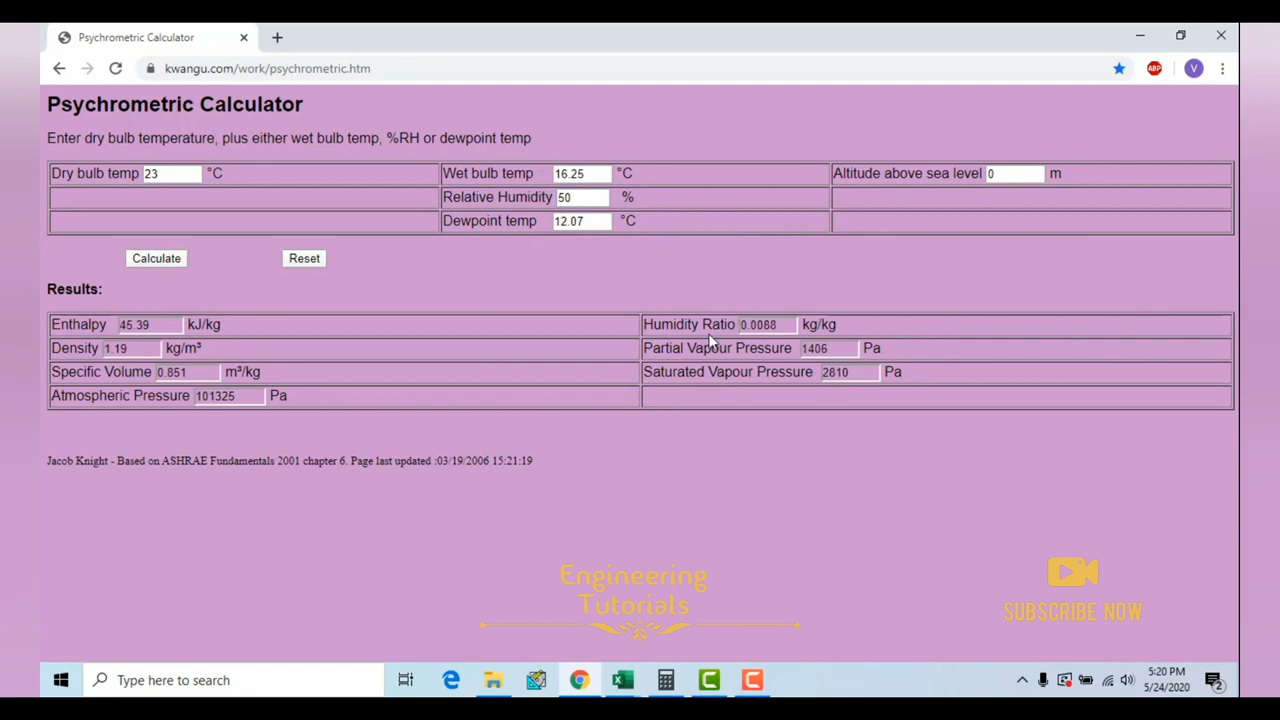 Psychrometric Calculator
kwangu.com/work/psychrometric.htm
ABP
V
Psychrometric Calculator
Enter dry bulb temperature, plus either wet bulb temp, %RH or dewpoint temp
Dry bulb temp 23 °C Wet bulb temp 16.25 °C Altitude above sea level 0 m
Relative Humidity 50 %
Dewpoint temp 12.07 °C
Calculate Reset
Results:
Enthalpy 45.39 kJ/kg Humidity Ratio 0.0088 kg/kg
Density 1.19 kg/m³ Partial Vapour Pressure 1406 Pa
Specific Volume 0.851 m³/kg Saturated Vapour Pressure 2810 Pa
Atmospheric Pressure 101325 Pa
Jacob Knight - Based on ASHRAE Fundamentals 2001 chapter 6. Page last updated :03/19/2006 15:21:19
Engineering
Tutorials
SUBSCRIBE NOW
Type here to search
5:20 PM
5/24/2020
2